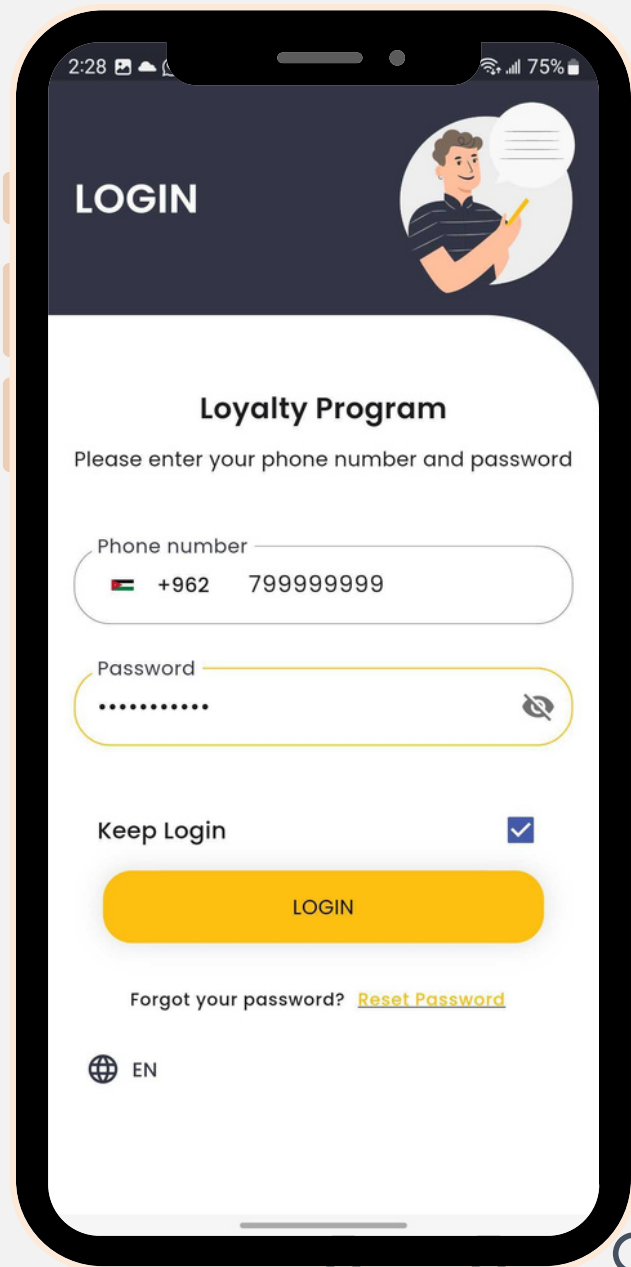 2:28 75%
LOGIN
Loyalty Program
Please enter your phone number and password
Phone number
+962 799999999
Password
•••••••••••
Keep Login
LOGIN
Forgot your password? Reset Password
EN